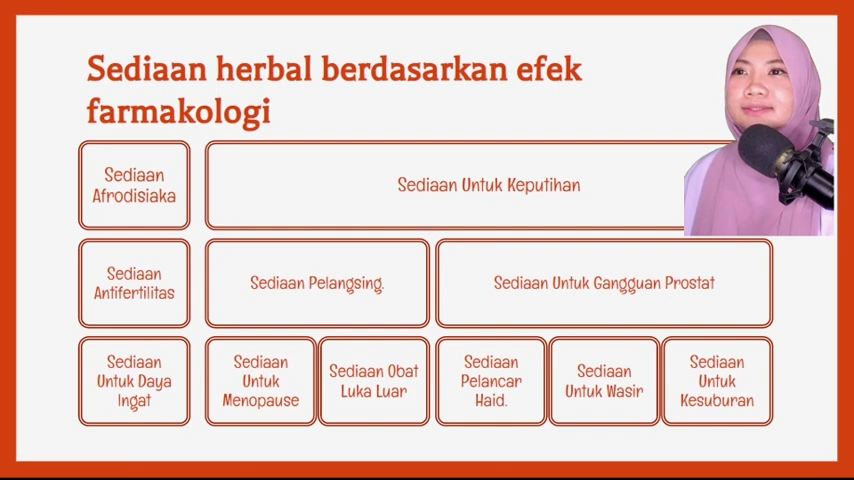 Sediaan herbal berdasarkan efek
farmakologi
Sediaan
Afrodisiaka
Sediaan Untuk Keputihan
Sediaan
Antifertilitas
Sediaan Pelangsing.
Sediaan Untuk Gangguan Prostat
Sediaan
Untuk Daya
Ingat
Sediaan
Untuk
Menopause
Sediaan Obat
Luka Luar
Sediaan
Pelancar
Haid.
Sediaan
Untuk Wasir
Sediaan
Untuk
Kesuburan